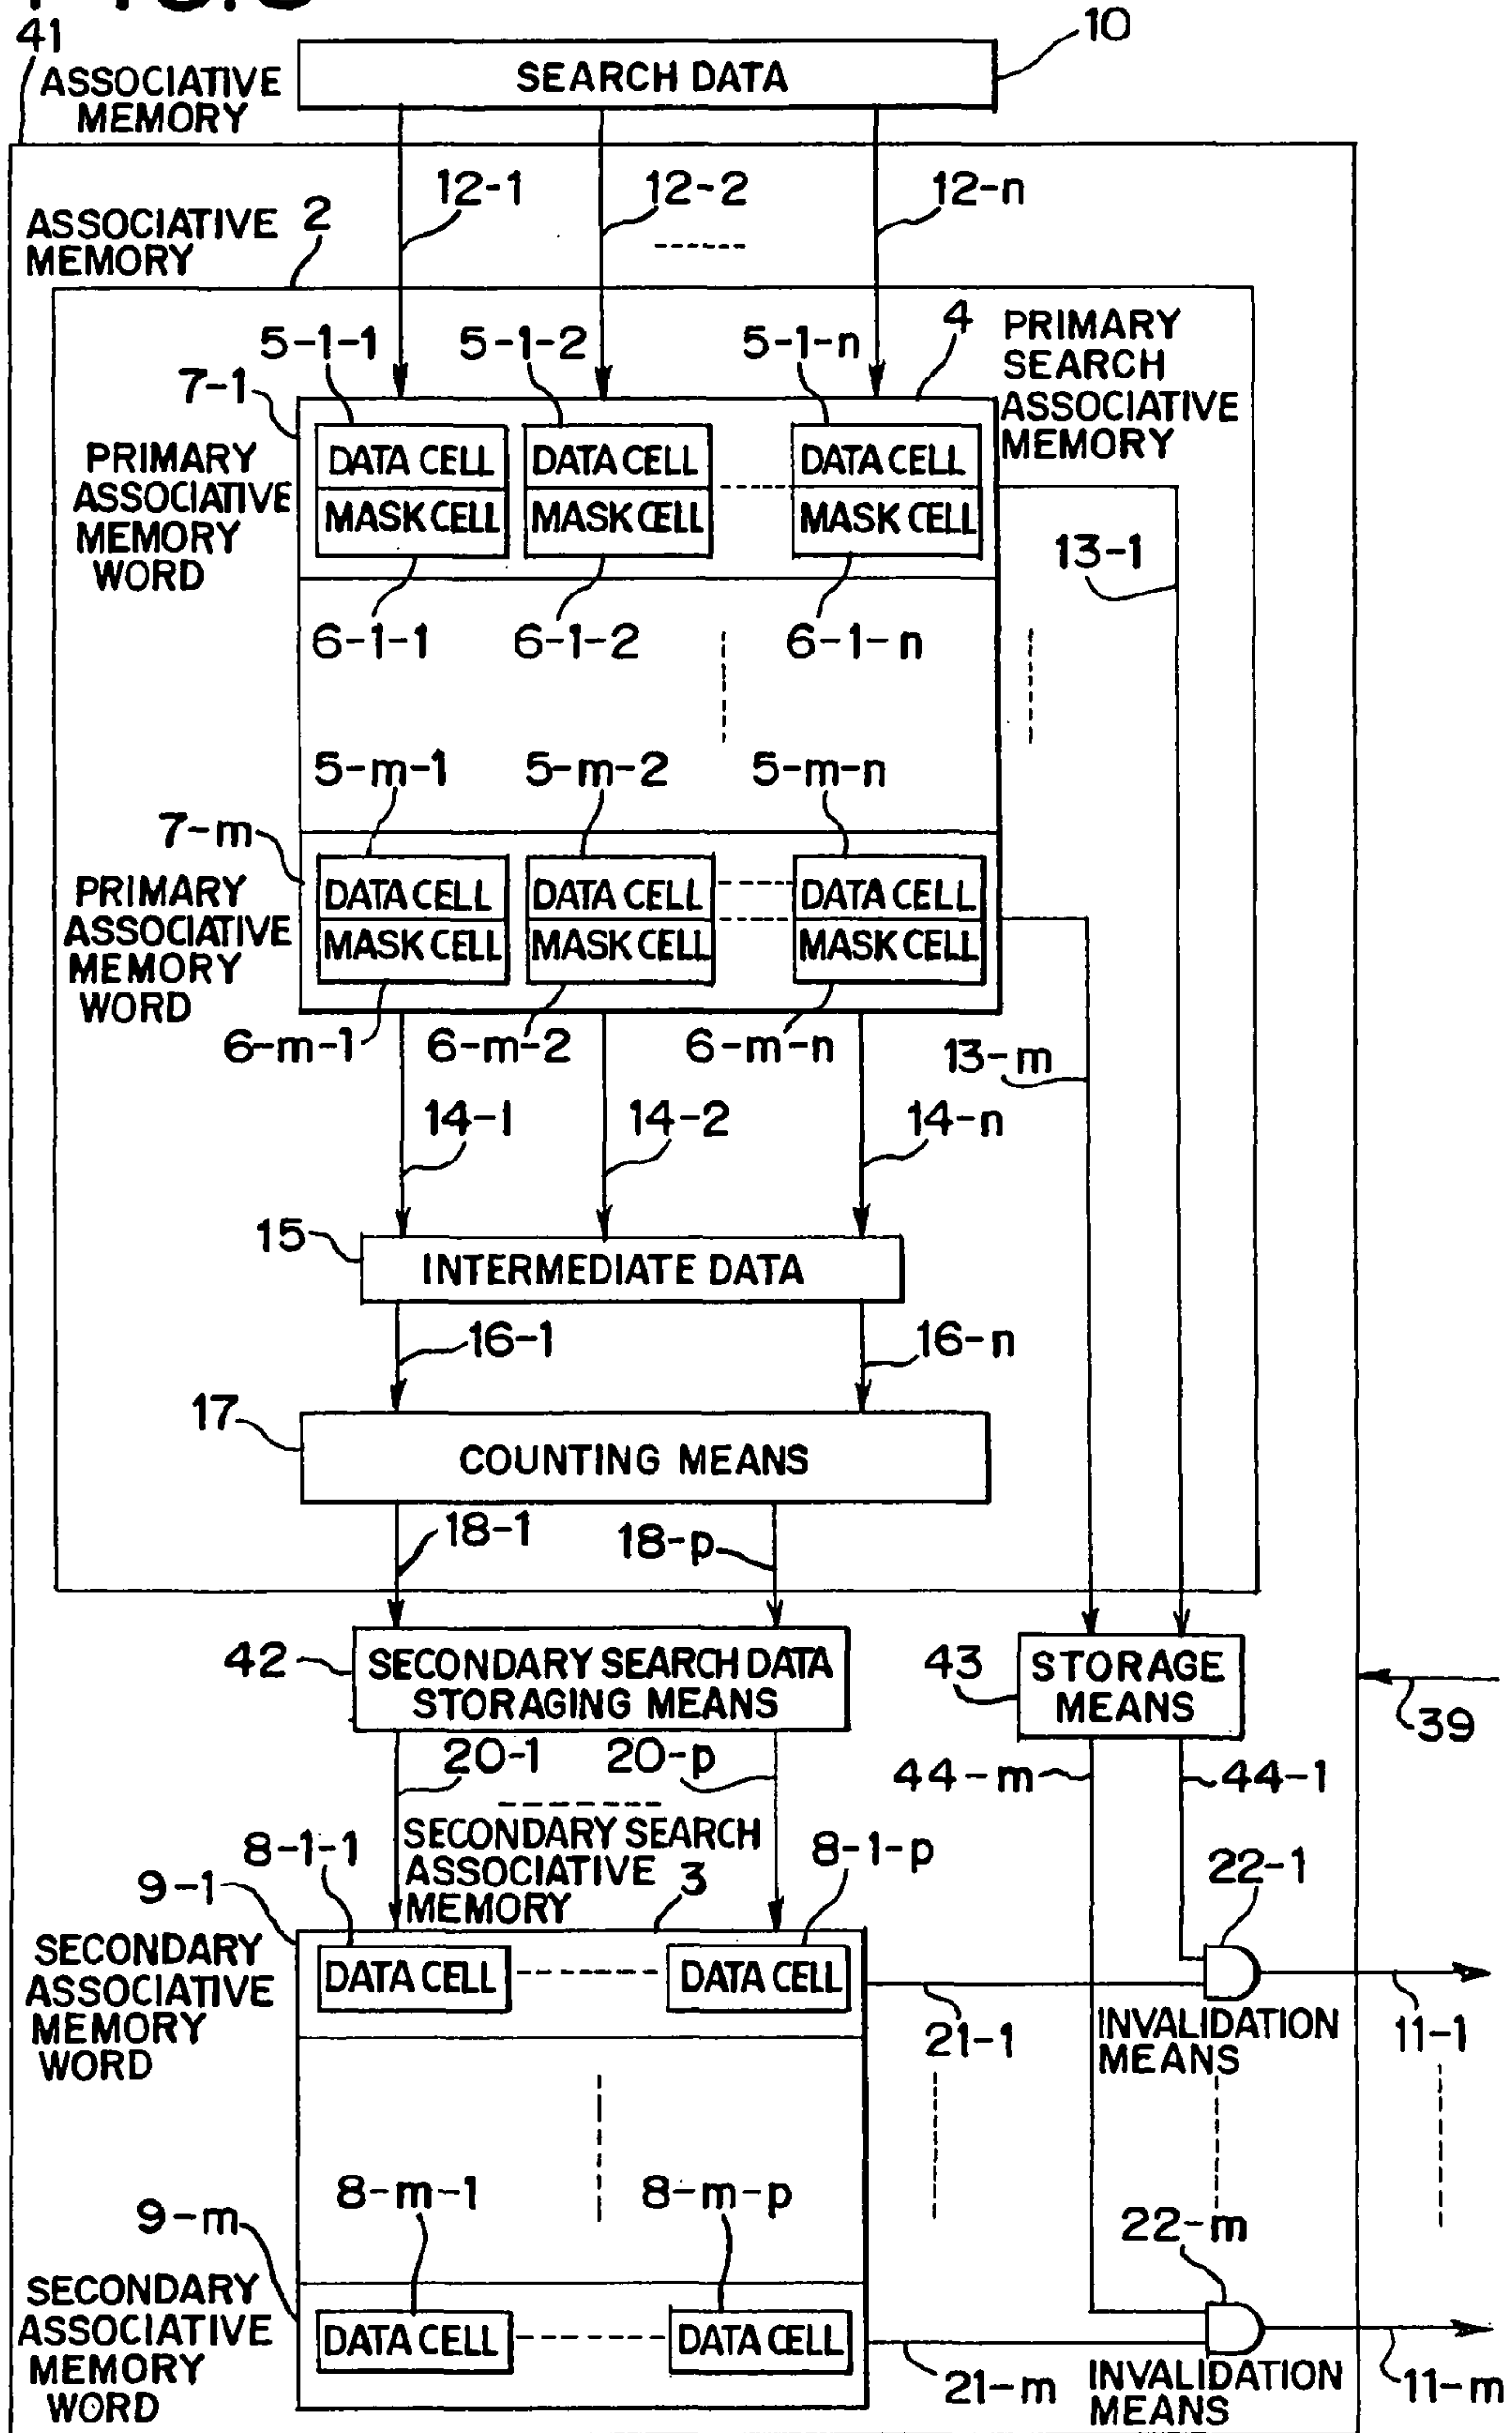 41
ASSOCIATIVE
MEMORY
SEARCH DATA
10
12-1
12-2
12-n
ASSOCIATIVE
MEMORY
2
5-1-1
5-1-2
5-1-n
4
PRIMARY
SEARCH
ASSOCIATIVE
MEMORY
7-1
PRIMARY
ASSOCIATIVE
MEMORY
WORD
DATA CELL
DATA CELL
DATA CELL
MASK CELL
MASK CELL
MASK CELL
13-1
6-1-1
6-1-2
6-1-n
5-m-1
5-m-2
5-m-n
7-m
PRIMARY
ASSOCIATIVE
MEMORY
WORD
DATA CELL
DATA CELL
DATA CELL
MASK CELL
MASK CELL
MASK CELL
6-m-1
6-m-2
6-m-n
13-m
14-1
14-2
14-n
15
INTERMEDIATE DATA
16-1
16-n
17
COUNTING MEANS
18-1
18-p
42
SECONDARY SEARCH DATA
STORAGING MEANS
43
STORAGE
MEANS
39
20-1
20-p
44-m
44-1
SECONDARY SEARCH
ASSOCIATIVE
MEMORY
3
8-1-1
8-1-p
22-1
9-1
SECONDARY
ASSOCIATIVE
MEMORY
WORD
DATA CELL
DATA CELL
21-1
INVALIDATION
MEANS
11-1
8-m-1
8-m-p
22-m
9-m
SECONDARY
ASSOCIATIVE
MEMORY
WORD
DATA CELL
DATA CELL
21-m
INVALIDATION
MEANS
11-m